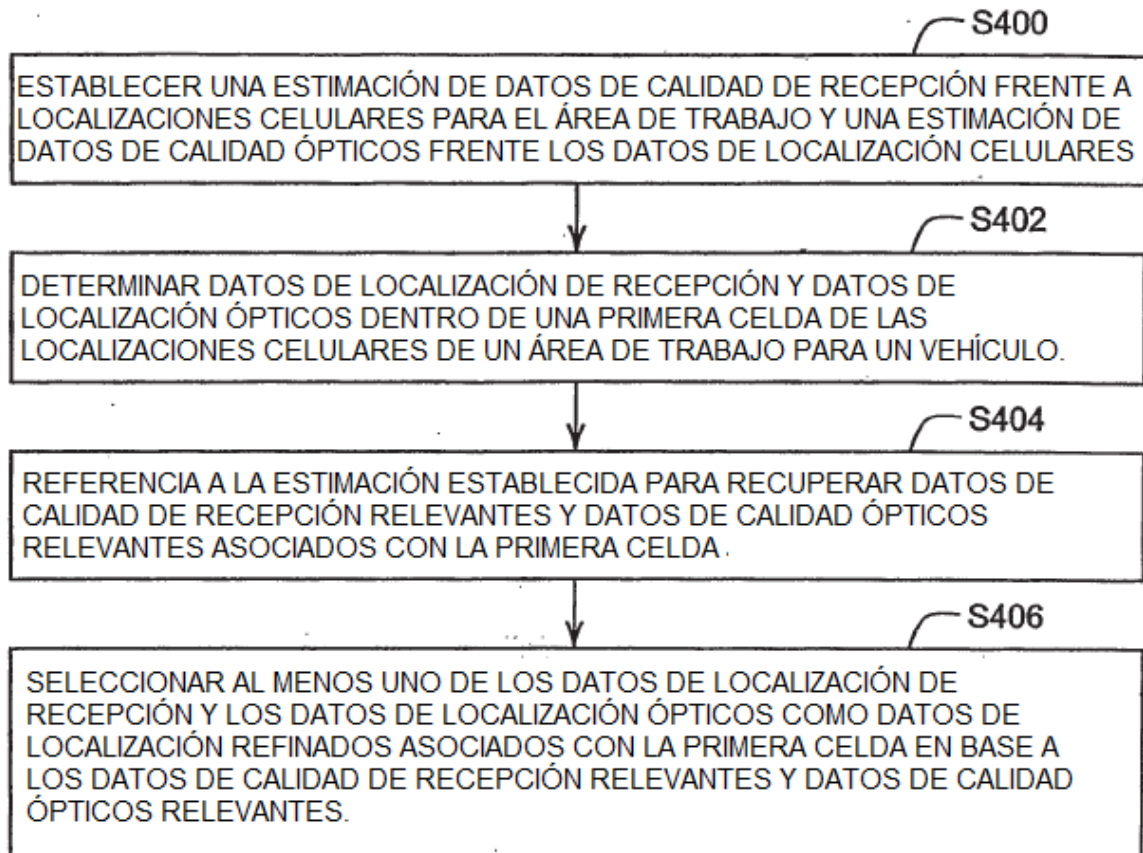 S400
ESTABLECER UNA ESTIMACIÓN DE DATOS DE CALIDAD DE RECEPCIÓN FRENTE A
LOCALIZACIONES CELULARES PARA EL ÁREA DE TRABAJO Y UNA ESTIMACIÓN DE
DATOS DE CALIDAD ÓPTICOS FRENTE LOS DATOS DE LOCALIZACIÓN CELULARES
S402
DETERMINAR DATOS DE LOCALIZACIÓN DE RECEPCIÓN Y DATOS DE
LOCALIZACIÓN ÓPTICOS DENTRO DE UNA PRIMERA CELDA DE LAS
LOCALIZACIONES CELULARES DE UN ÁREA DE TRABAJO PARA UN VEHÍCULO.
S404
REFERENCIA A LA ESTIMACIÓN ESTABLECIDA PARA RECUPERAR DATOS DE
CALIDAD DE RECEPCIÓN RELEVANTES Y DATOS DE CALIDAD ÓPTICOS
RELEVANTES ASOCIADOS CON LA PRIMERA CELDA.
S406
SELECCIONAR AL MENOS UNO DE LOS DATOS DE LOCALIZACIÓN DE
RECEPCIÓN Y LOS DATOS DE LOCALIZACIÓN ÓPTICOS COMO DATOS DE
LOCALIZACIÓN REFINADOS ASOCIADOS CON LA PRIMERA CELDA EN BASE A
LOS DATOS DE CALIDAD DE RECEPCIÓN RELEVANTES Y DATOS DE CALIDAD
ÓPTICOS RELEVANTES.